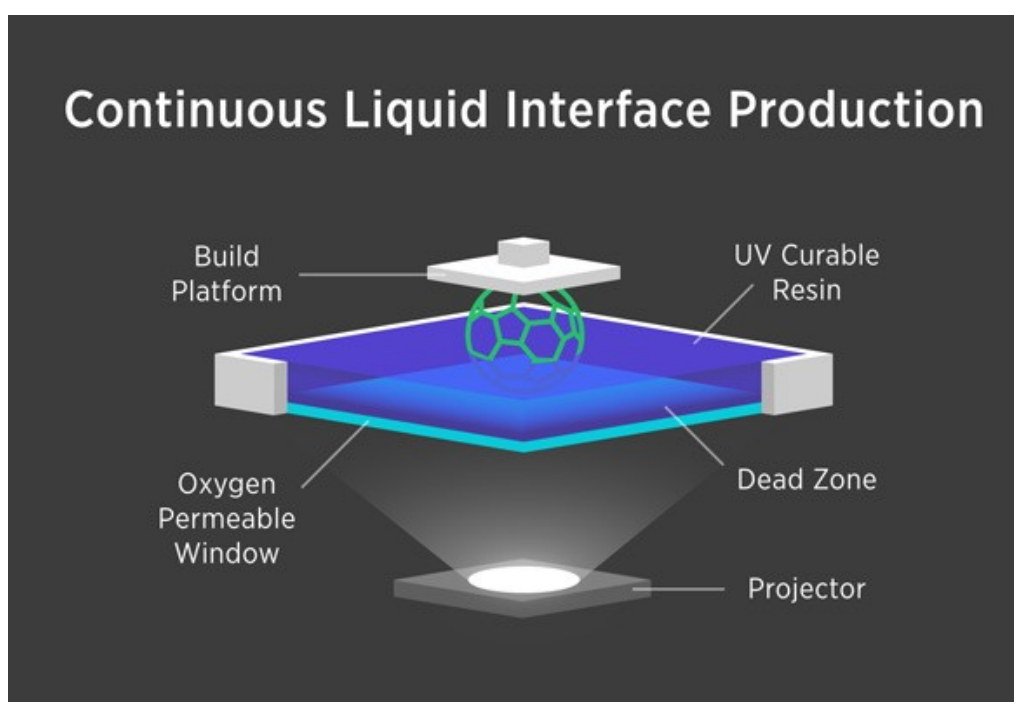 Continuous Liquid Interface Production
Build
Platform
UV Curable
Resin
Oxygen
Permeable
Window
Dead Zone
Projector